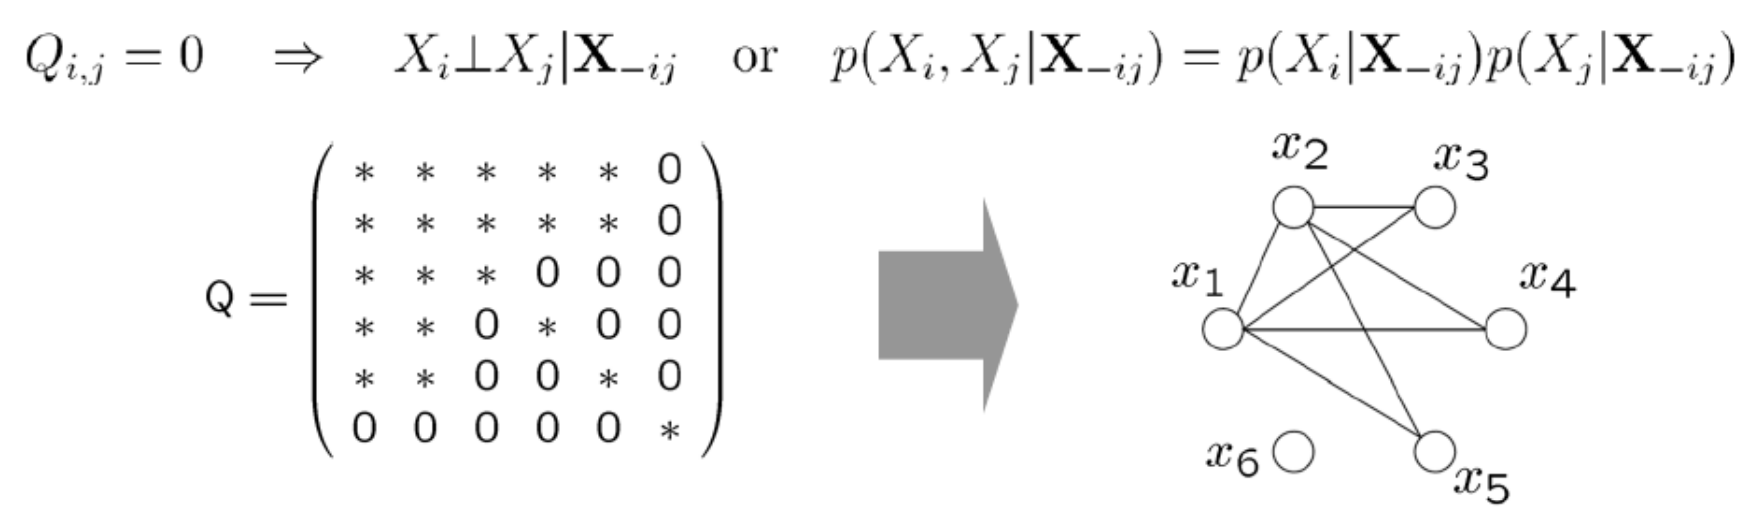 Q_{i,j} = 0 ⇒ X_i⊥X_j|𝐗_{−ij} or p(X_i, X_j|𝐗_{−ij}) = p(X_i|𝐗_{−ij})p(X_j|𝐗_{−ij})
* * * * * 0
* * * * * 0
* * * 0 0 0
Q =
* * 0 * 0 0
* * 0 0 * 0
0 0 0 0 0 *
x2
x3
x1
x4
x6
x5